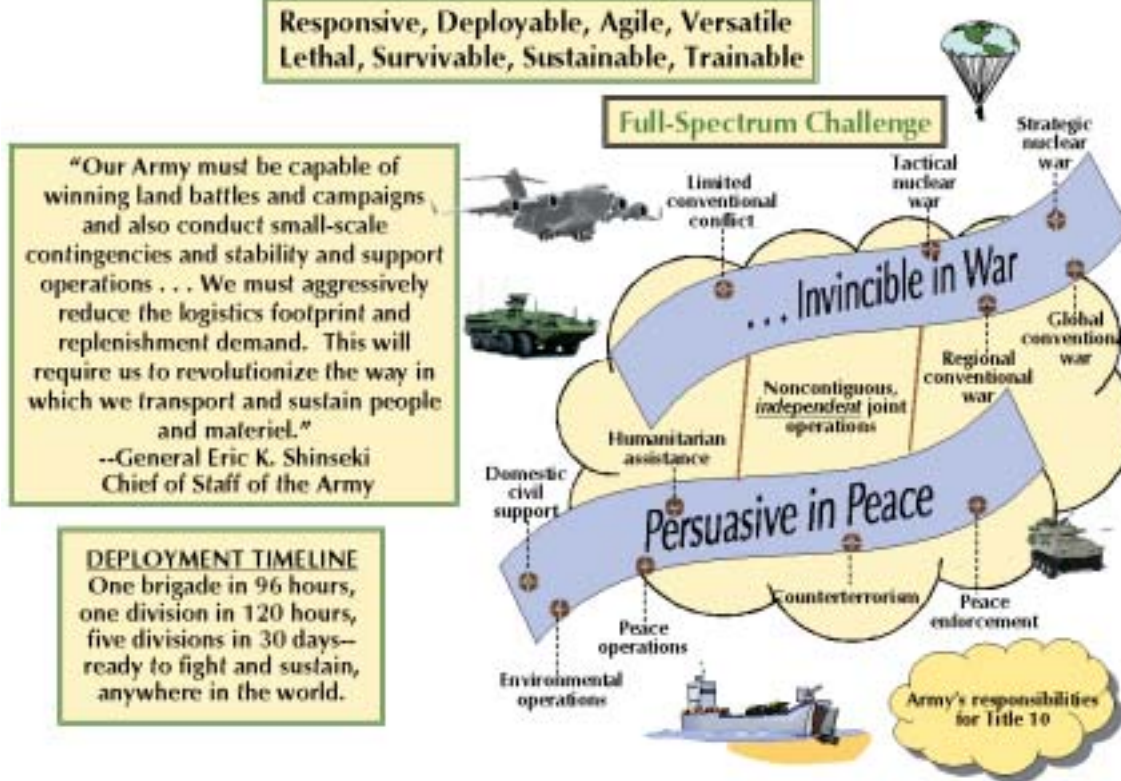 Responsive, Deployable, Agile, Versatile
Lethal, Survivable, Sustainable, Trainable
Full-Spectrum Challenge
"Our Army must be capable of
winning land battles and campaigns
and also conduct small-scale
contingencies and stability and support
operations . . . We must aggressively
reduce the logistics footprint and
replenishment demand. This will
require us to revolutionize the way in
which we transport and sustain people
and materiel."
--General Eric K. Shinseki
Chief of Staff of the Army
DEPLOYMENT TIMELINE
One brigade in 96 hours,
one division in 120 hours,
five divisions in 30 days--
ready to fight and sustain,
anywhere in the world.
Limited
conventional
conflict
Tactical
nuclear
war
Strategic
nuclear
war
. . . Invincible in War
Global
conventional
war
Regional
conventional
war
Noncontiguous,
independent joint
operations
Humanitarian
assistance
Domestic
civil
support
Persuasive in Peace
Counterterrorism
Peace
enforcement
Peace
operations
Environmental
operations
Army's responsibilities
for Title 10